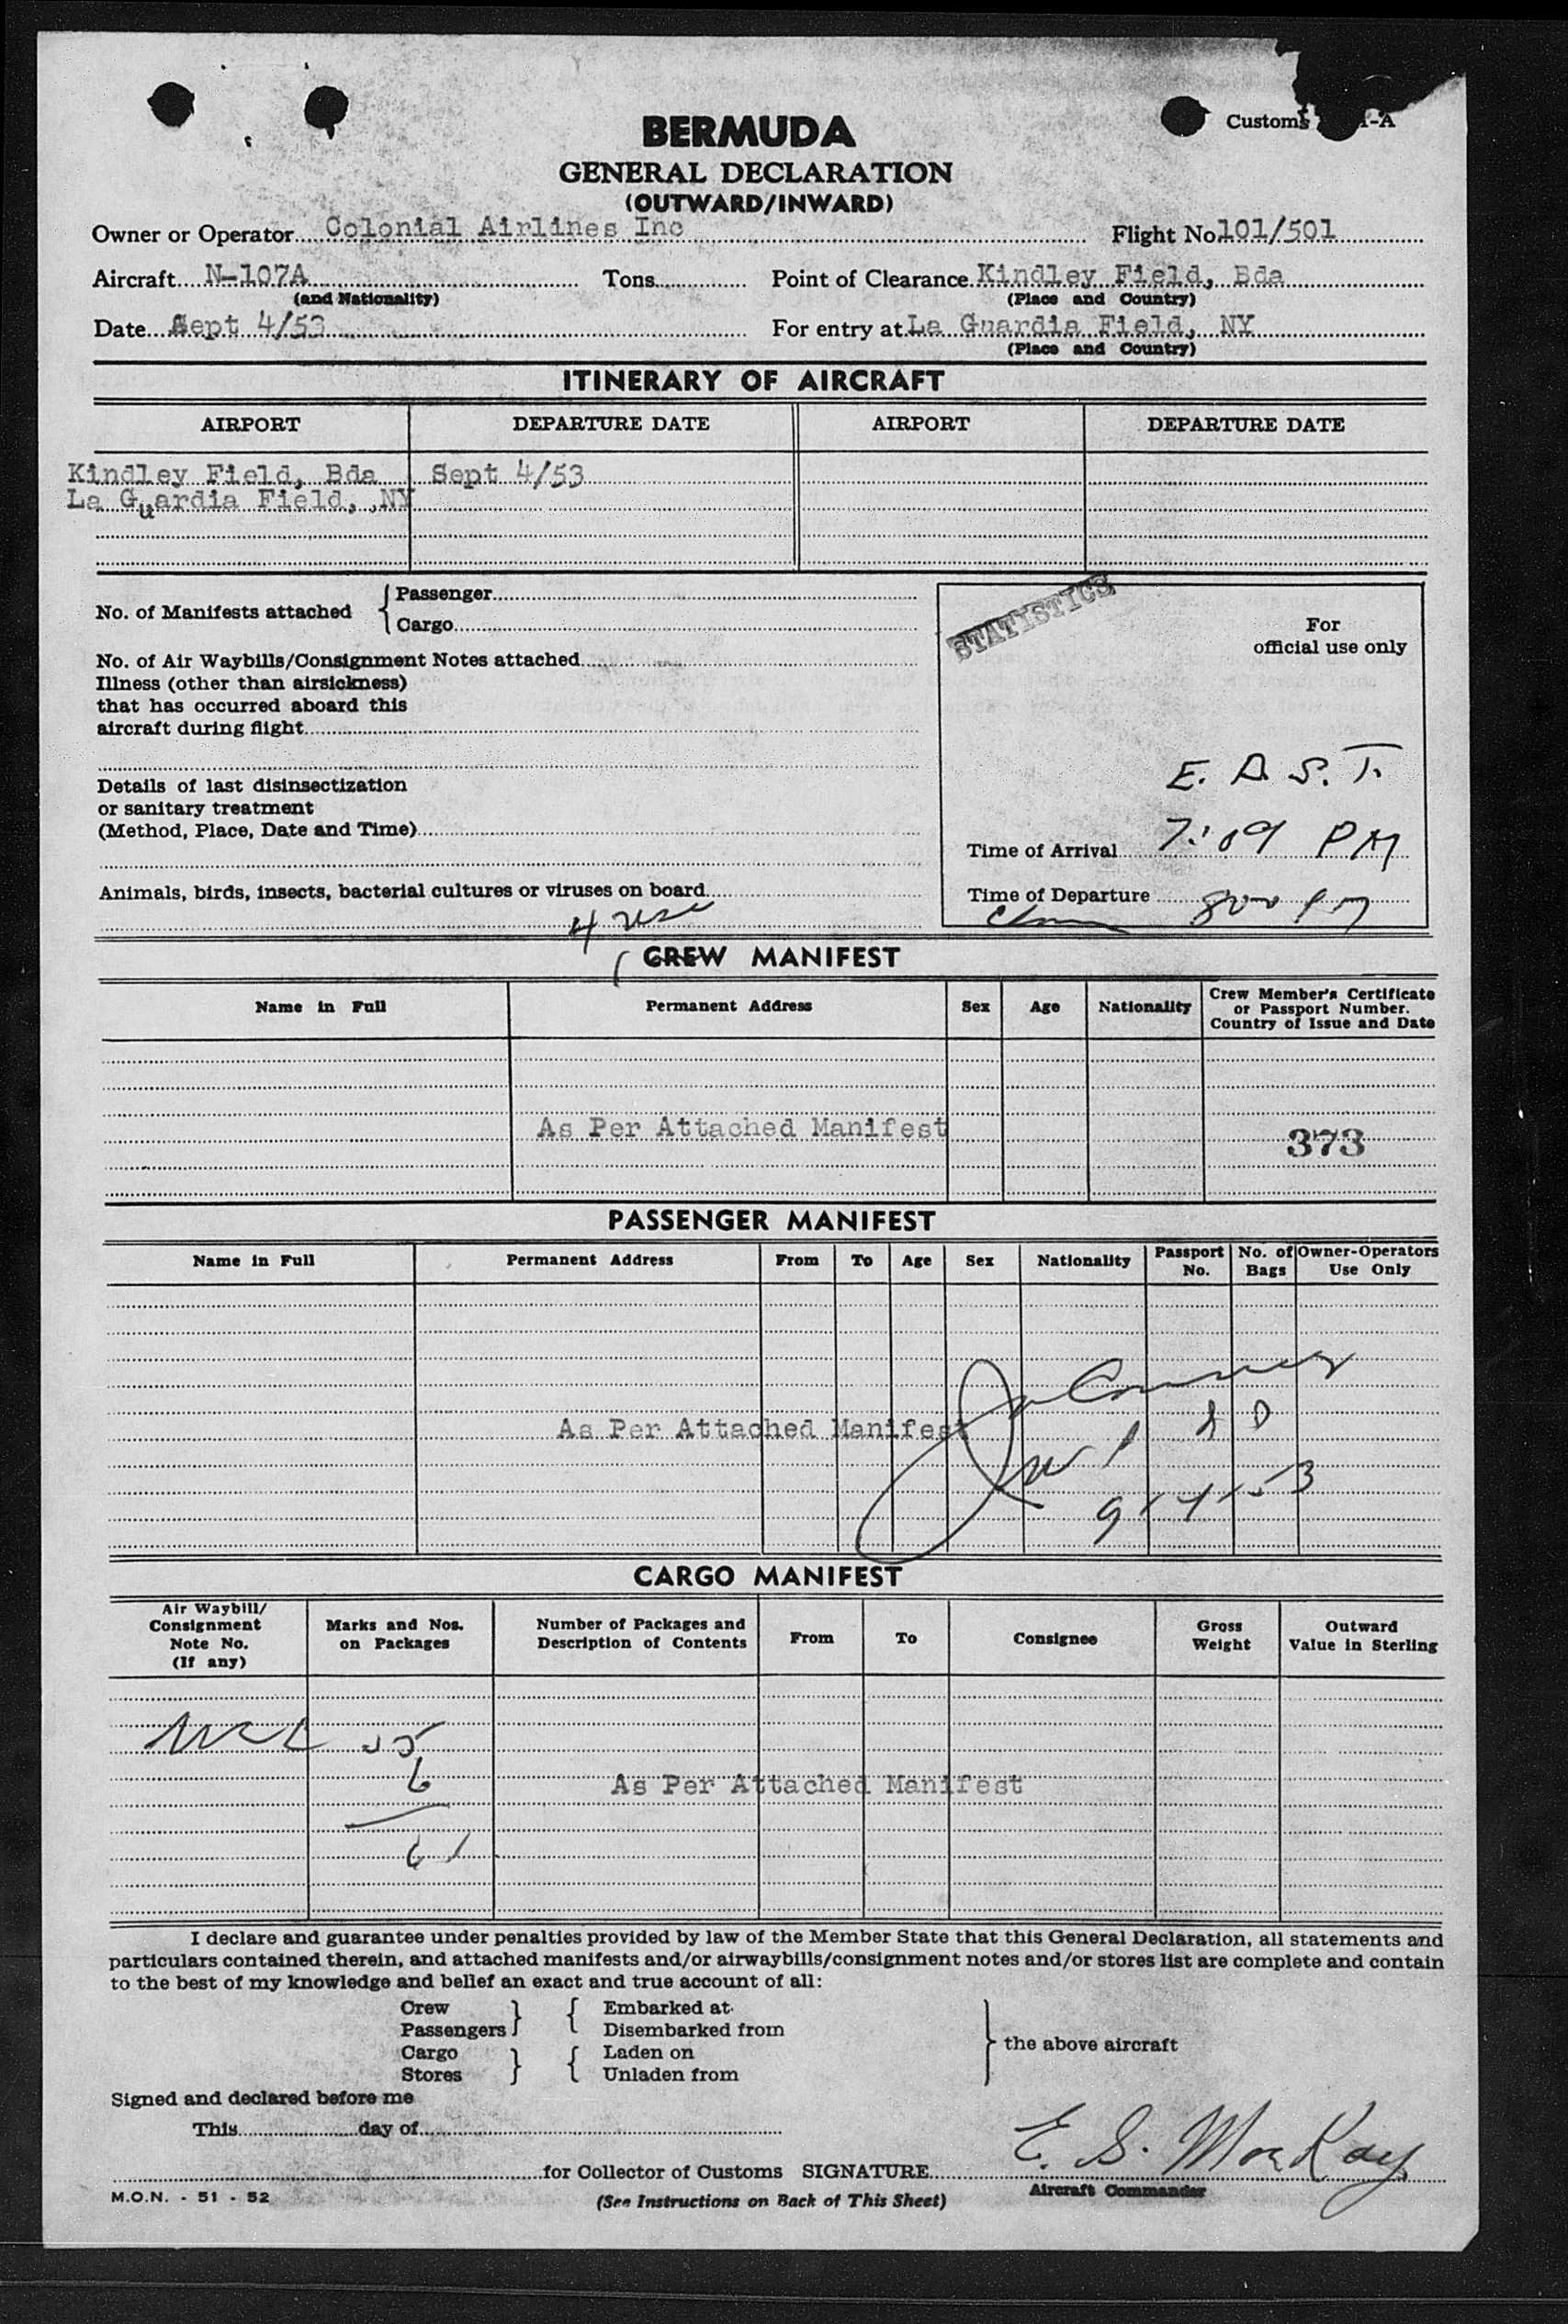 Customs
-A
BERMUDA
GENERAL DECLARATION
(OUTWARD/INWARD)
Owner or Operator Colonial Airlines Inc Flight No 101/501
Aircraft N-107A Tons Point of Clearance Kindley Field, Bda
(and Nationality) (Place and Country)
Date Sept 4/53 For entry at La Guardia Field, NY
(Place and Country)
ITINERARY OF AIRCRAFT
AIRPORT DEPARTURE DATE AIRPORT DEPARTURE DATE
Kindley Field, Bda Sept 4/53
La Guardia Field, ,NY
No. of Manifests attached { Passenger
Cargo
STATISTICS
For
official use only
No. of Air Waybills/Consignment Notes attached
Illness (other than airsickness)
that has occurred aboard this
aircraft during flight
Details of last disinsectization
or sanitary treatment
(Method, Place, Date and Time)
E. D. S. T.
Time of Arrival 7:09 PM
Animals, birds, insects, bacterial cultures or viruses on board
Time of Departure 800 PM
4
CREW MANIFEST
Name in Full Permanent Address Sex Age Nationality Crew Member's Certificate
or Passport Number.
Country of Issue and Date
As Per Attached Manifest
373
PASSENGER MANIFEST
Name in Full Permanent Address From To Age Sex Nationality Passport No. No. of Bags Owner-Operators Use Only
As Per Attached Manifest
9-4-53
CARGO MANIFEST
Air Waybill/
Consignment
Note No.
(If any)
Marks and Nos.
on Packages
Number of Packages and
Description of Contents
From To Consignee
Gross
Weight
Outward
Value in Sterling
55
6
As Per Attached Manifest
61
I declare and guarantee under penalties provided by law of the Member State that this General Declaration, all statements and
particulars contained therein, and attached manifests and/or airwaybills/consignment notes and/or stores list are complete and contain
to the best of my knowledge and belief an exact and true account of all:
Crew } { Embarked at
Passengers Disembarked from
Cargo } { Laden on
Stores Unladen from
} the above aircraft
Signed and declared before me
This day of
for Collector of Customs SIGNATURE E. S. MacKay
Aircraft Commander
M.O.N. - 51 - 52
(See Instructions on Back of This Sheet)